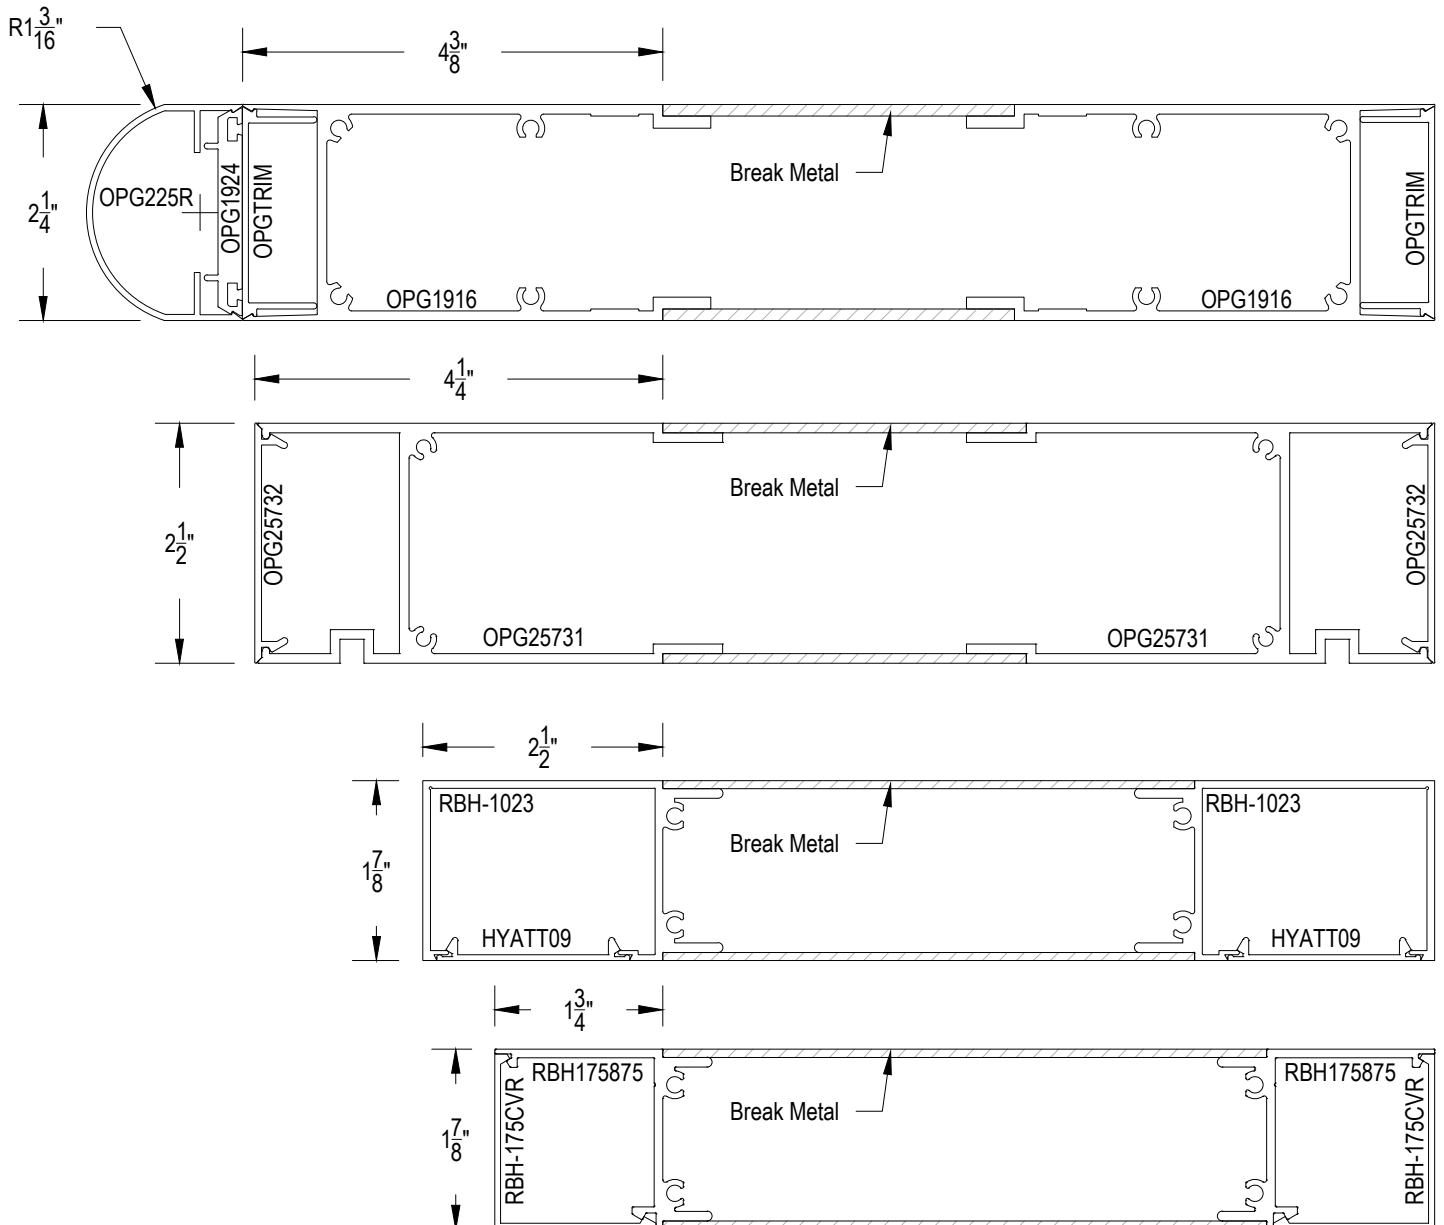 R1 3/16"
4 3/8"
2 1/4"
OPG225R
OPG1924
OPGTRIM
Break Metal
OPGTRIM
OPG1916
OPG1916
4 1/4"
2 1/2"
OPG25732
Break Metal
OPG25732
OPG25731
OPG25731
2 1/2"
1 7/8"
RBH-1023
RBH-1023
Break Metal
HYATT09
HYATT09
1 3/4"
1 7/8"
RBH-175CVR
RBH175875
Break Metal
RBH175875
RBH-175CVR